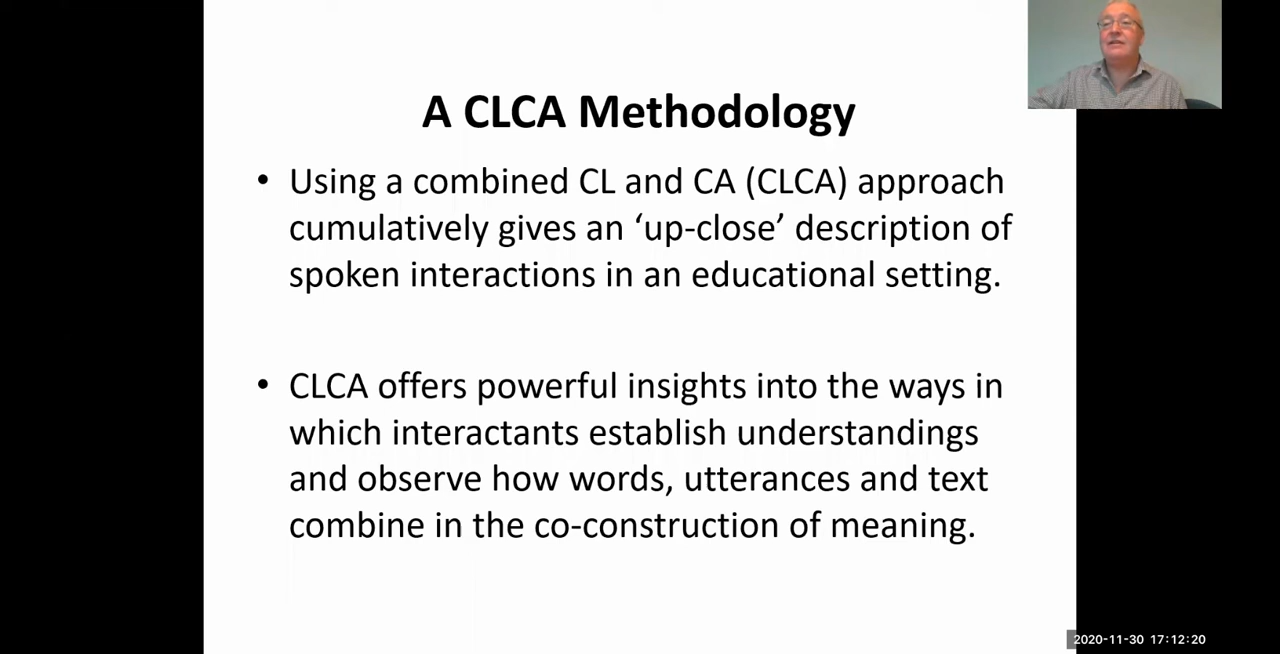 A CLCA Methodology
• Using a combined CL and CA (CLCA) approach
cumulatively gives an ‘up-close’ description of
spoken interactions in an educational setting.
• CLCA offers powerful insights into the ways in
which interactants establish understandings
and observe how words, utterances and text
combine in the co-construction of meaning.
2020-11-30 17:12:20